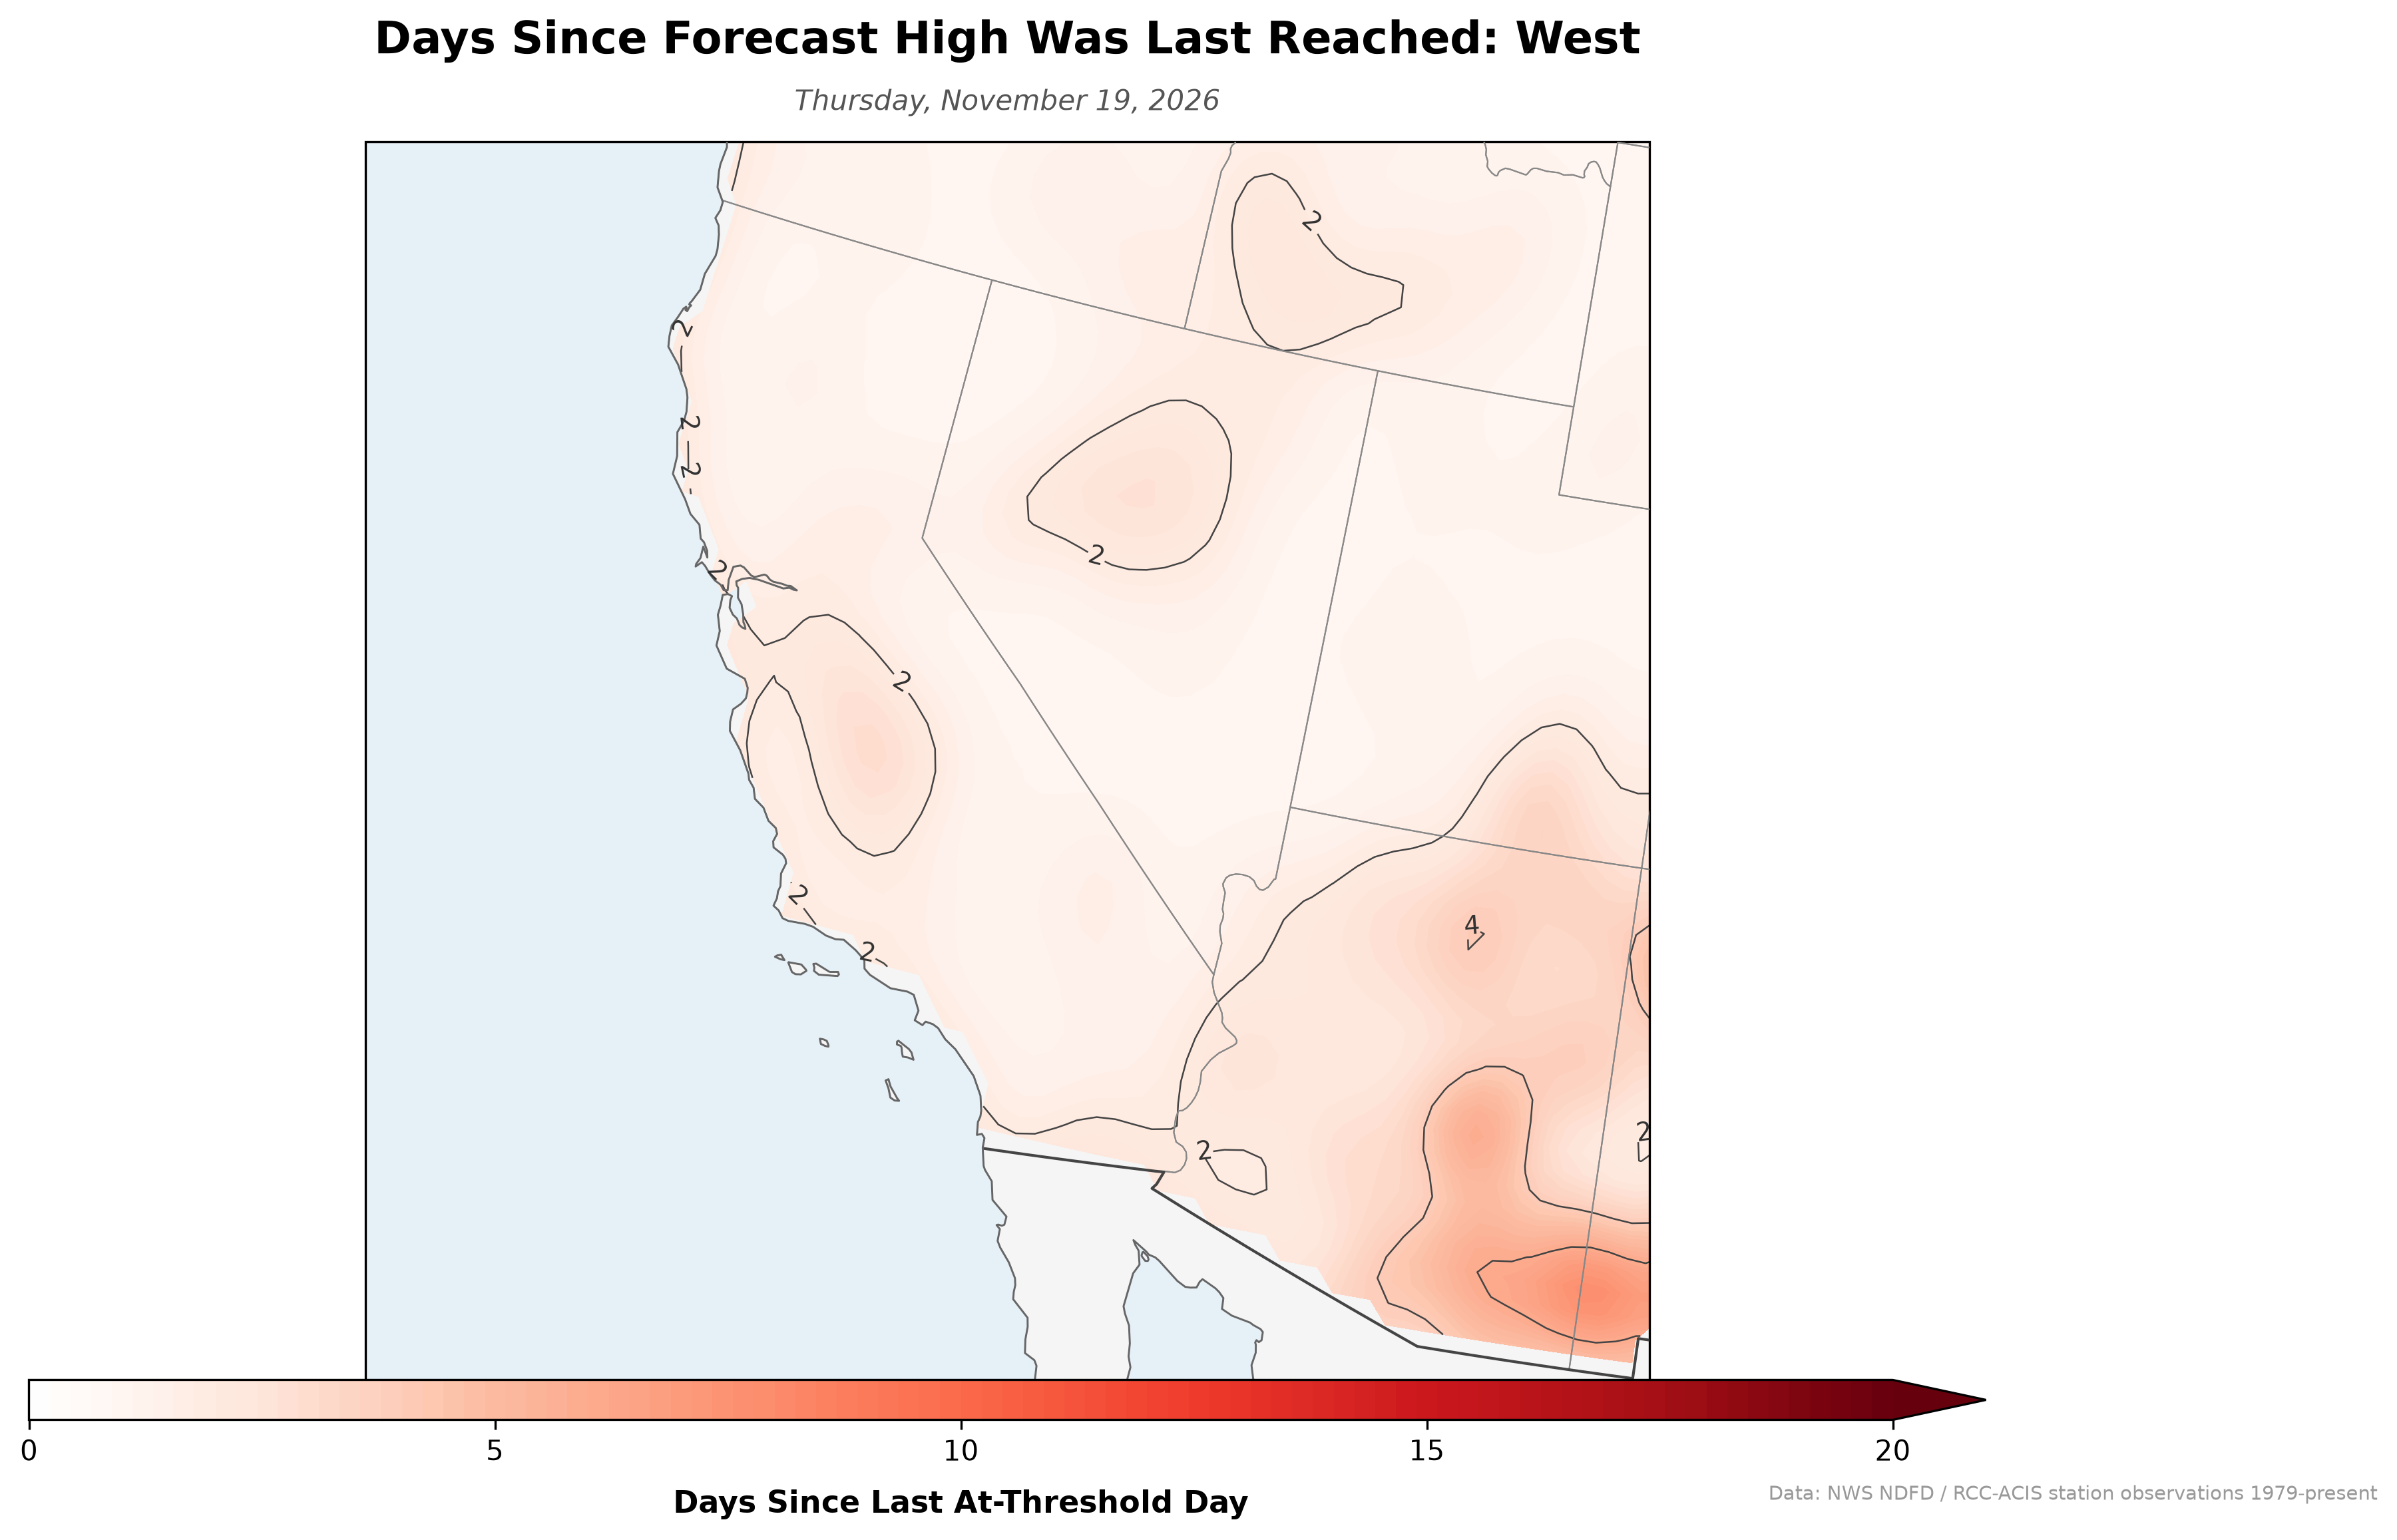 Days Since Forecast High Was Last Reached: West
Thursday, November 19, 2026
2
2
2
2
2
2
2
2
2
4
2
2
0 5 10 15 20
Days Since Last At-Threshold Day
Data: NWS NDFD / RCC-ACIS station observations 1979-present